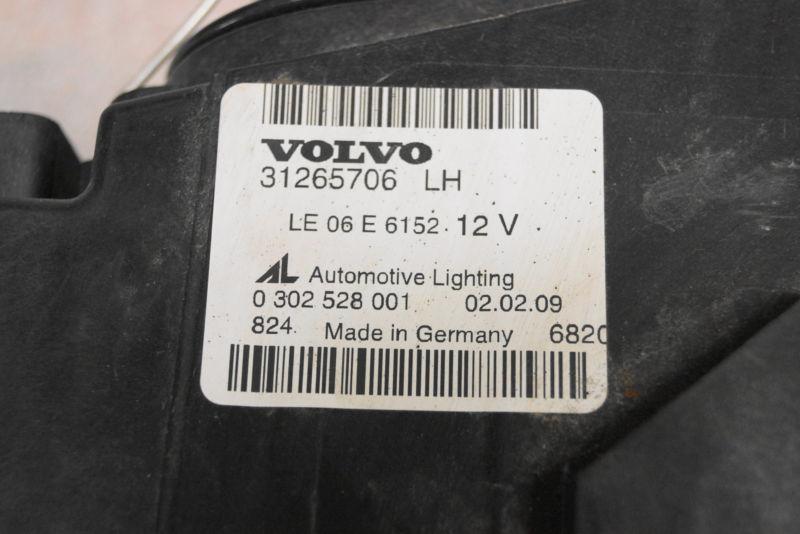 VOLVO
31265706 LH
LE 06 E 6152 12 V
AL Automotive Lighting
0 302 528 001 02.02.09
824 Made in Germany 6820